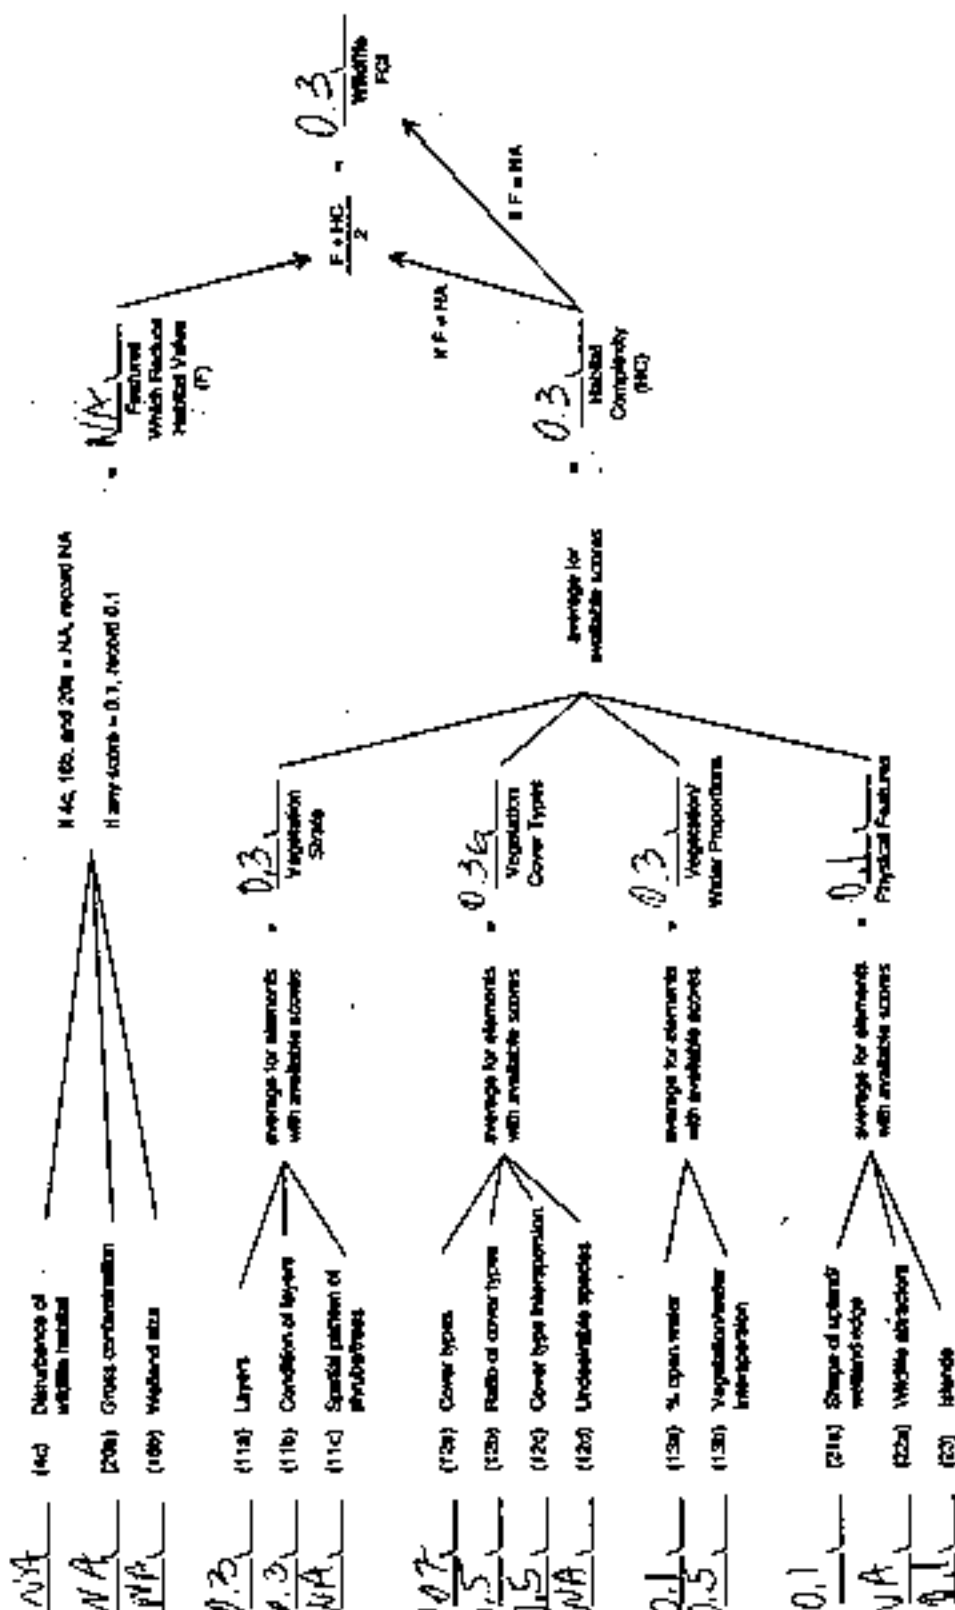 NA (4c) Disturbance of wildlife habitat
NA (20a) Gross contamination
NA (16b) Wetland size
If 4c, 16b, and 20a = NA, record NA
If any score = 0.1, record 0.1
= NA
Featured
Which Reduce
Habitat Value
(F)
0.3 (11a) Layers
0.3 (11b) Condition of layers
NA (11c) Spatial pattern of shrubs/trees
average for elements
with available scores
= 0.3
Vegetation
Strata
(12a) Cover types
.5 (12b) Ratio of cover types
.5 (12c) Cover type interspersion
NA (12d) Undesirable species
average for elements
with available scores
=
Vegetation
Cover Types
0.1 (13a) % open water
0.5 (13b) Vegetation/water interspersion
average for elements
with available scores
= 0.3
Vegetation/
Water Proportions
0.1 (21a) Shape of upland/ wetland edge
NA (22a) Wildlife attractors
0.1 (23) Islands
average for elements
with available scores
= 0.1
Physical Features
average for
available scores
= 0.3
Habitat
Complexity
(HC)
If F ≠ NA
If F = NA
F + HC
2
= 0.3
Wildlife
FCI